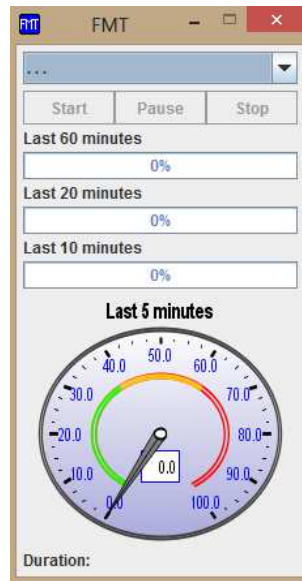 FMT FMT
...
Start Pause Stop
Last 60 minutes
0%
Last 20 minutes
0%
Last 10 minutes
0%
Last 5 minutes
50.0
40.0 60.0
30.0 70.0
20.0 80.0
0.0
10.0 90.0
0.0 100.0
Duration: